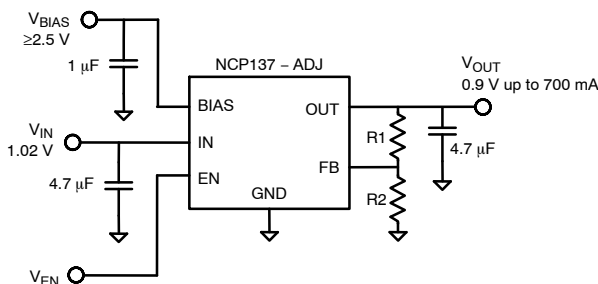 VBIAS
≥2.5 V
1 μF
NCP137 – ADJ
VOUT
0.9 V up to 700 mA
BIAS
OUT
R1
4.7 μF
VIN
1.02 V
IN
FB
4.7 μF
EN
R2
GND
VEN